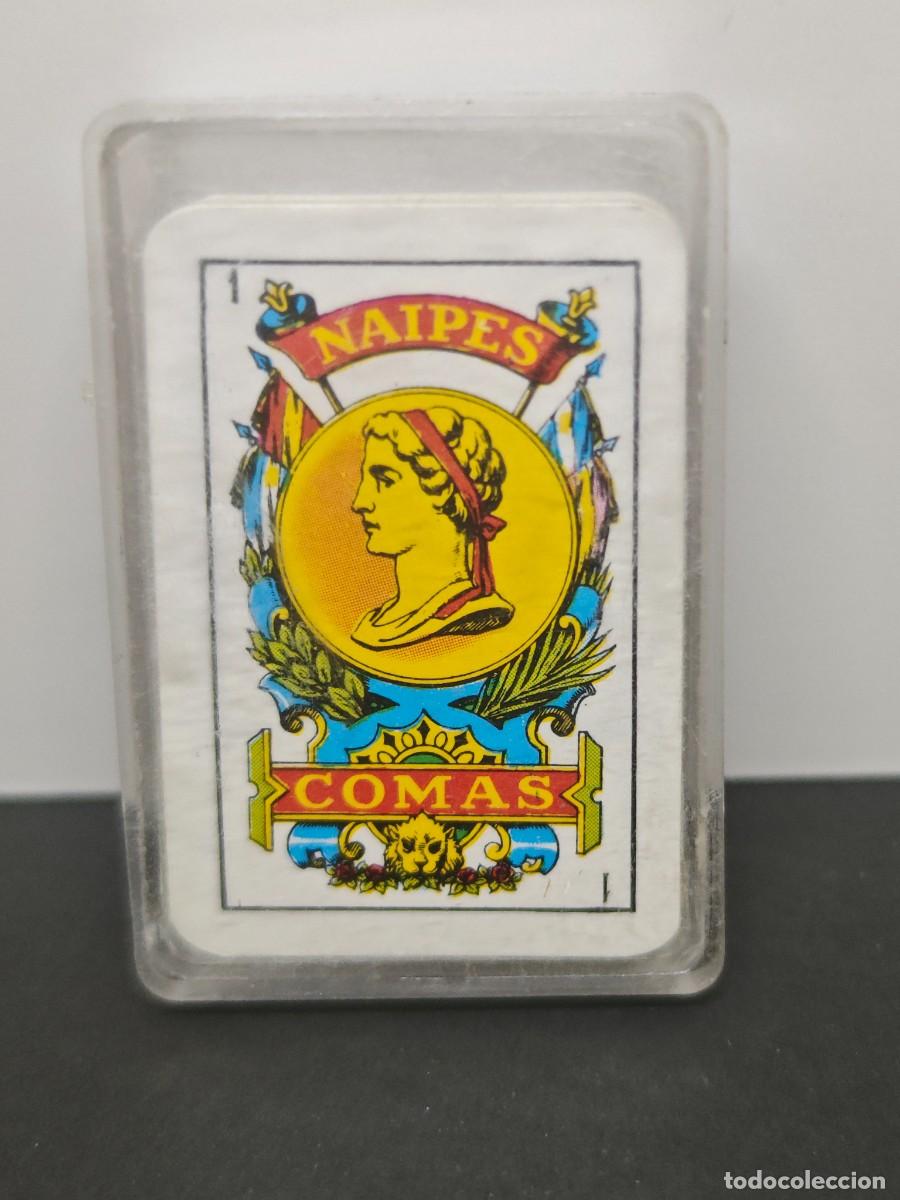 1
NAIPES
COMAS
1
todocoleccion